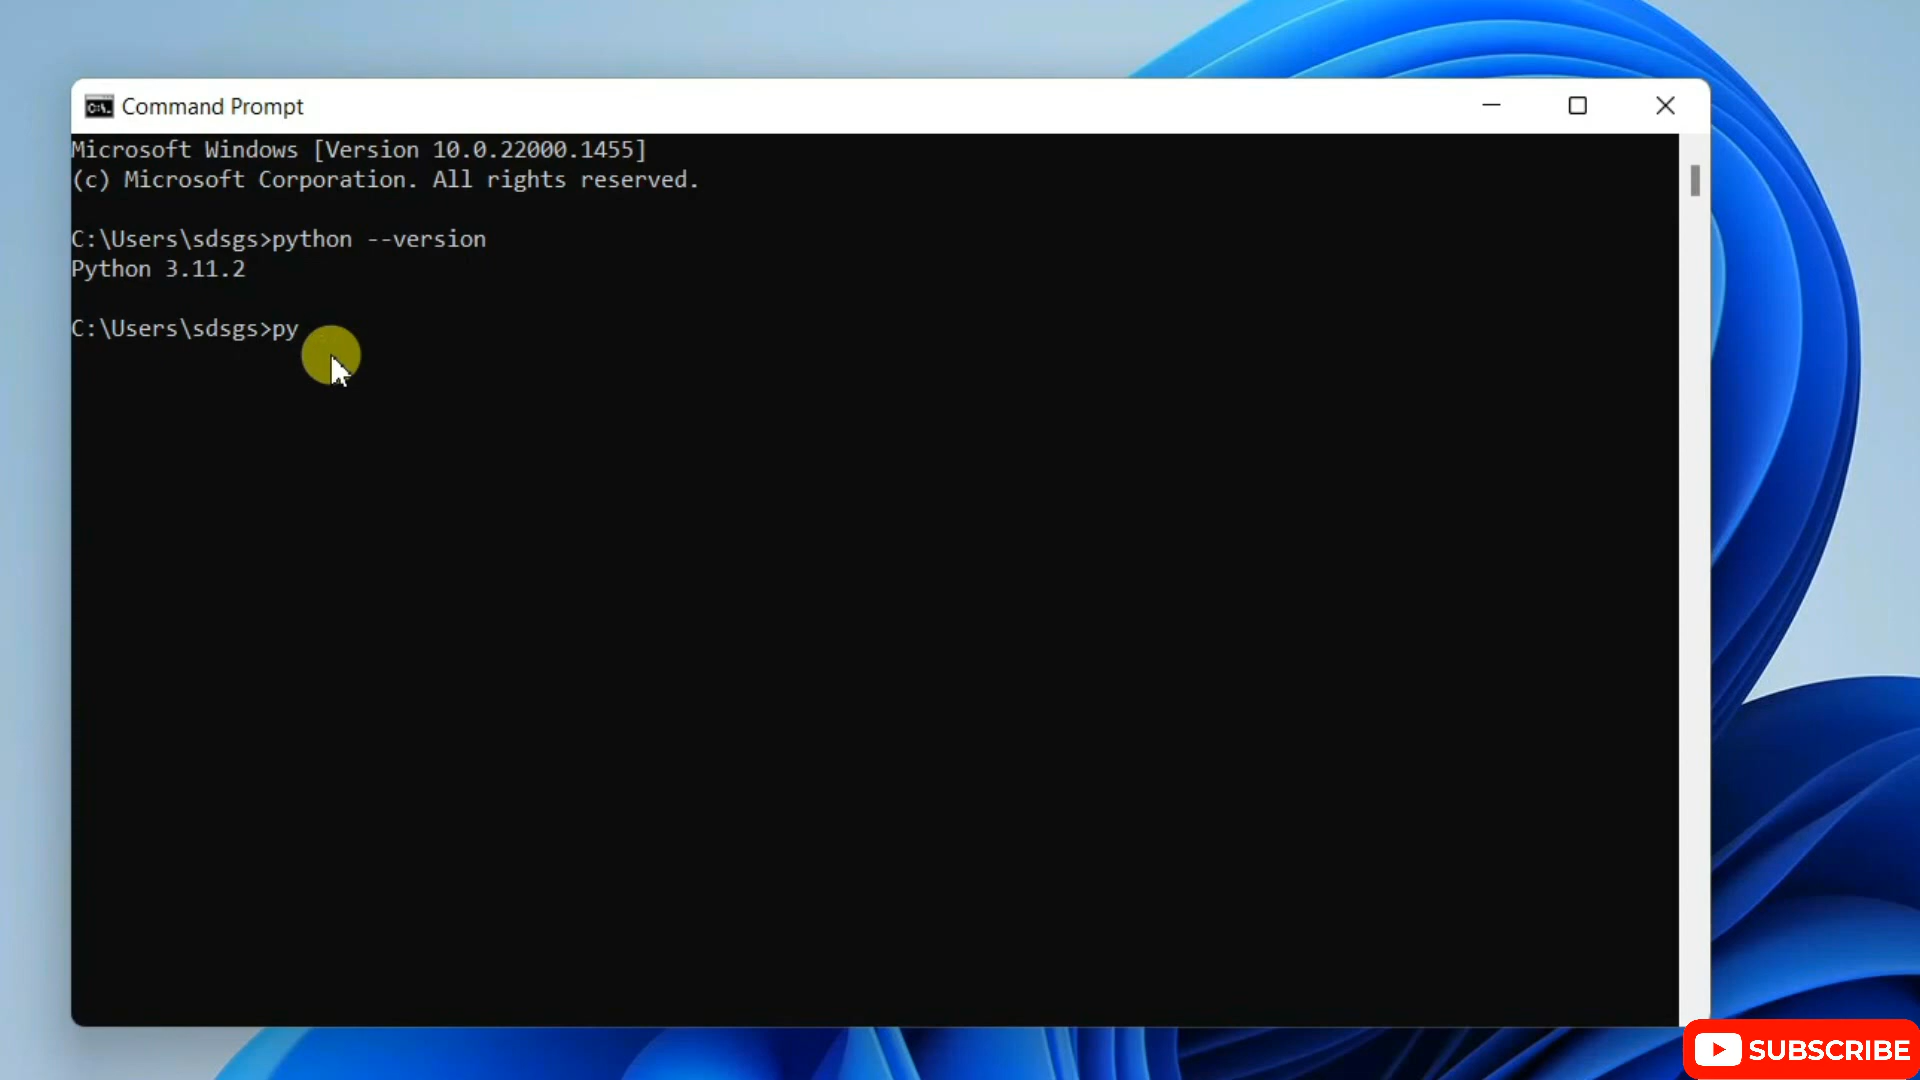 Command Prompt
Microsoft Windows [Version 10.0.22000.1455]
(c) Microsoft Corporation. All rights reserved.
C:\Users\sdsgs>python --version
Python 3.11.2
C:\Users\sdsgs>py
SUBSCRIBE